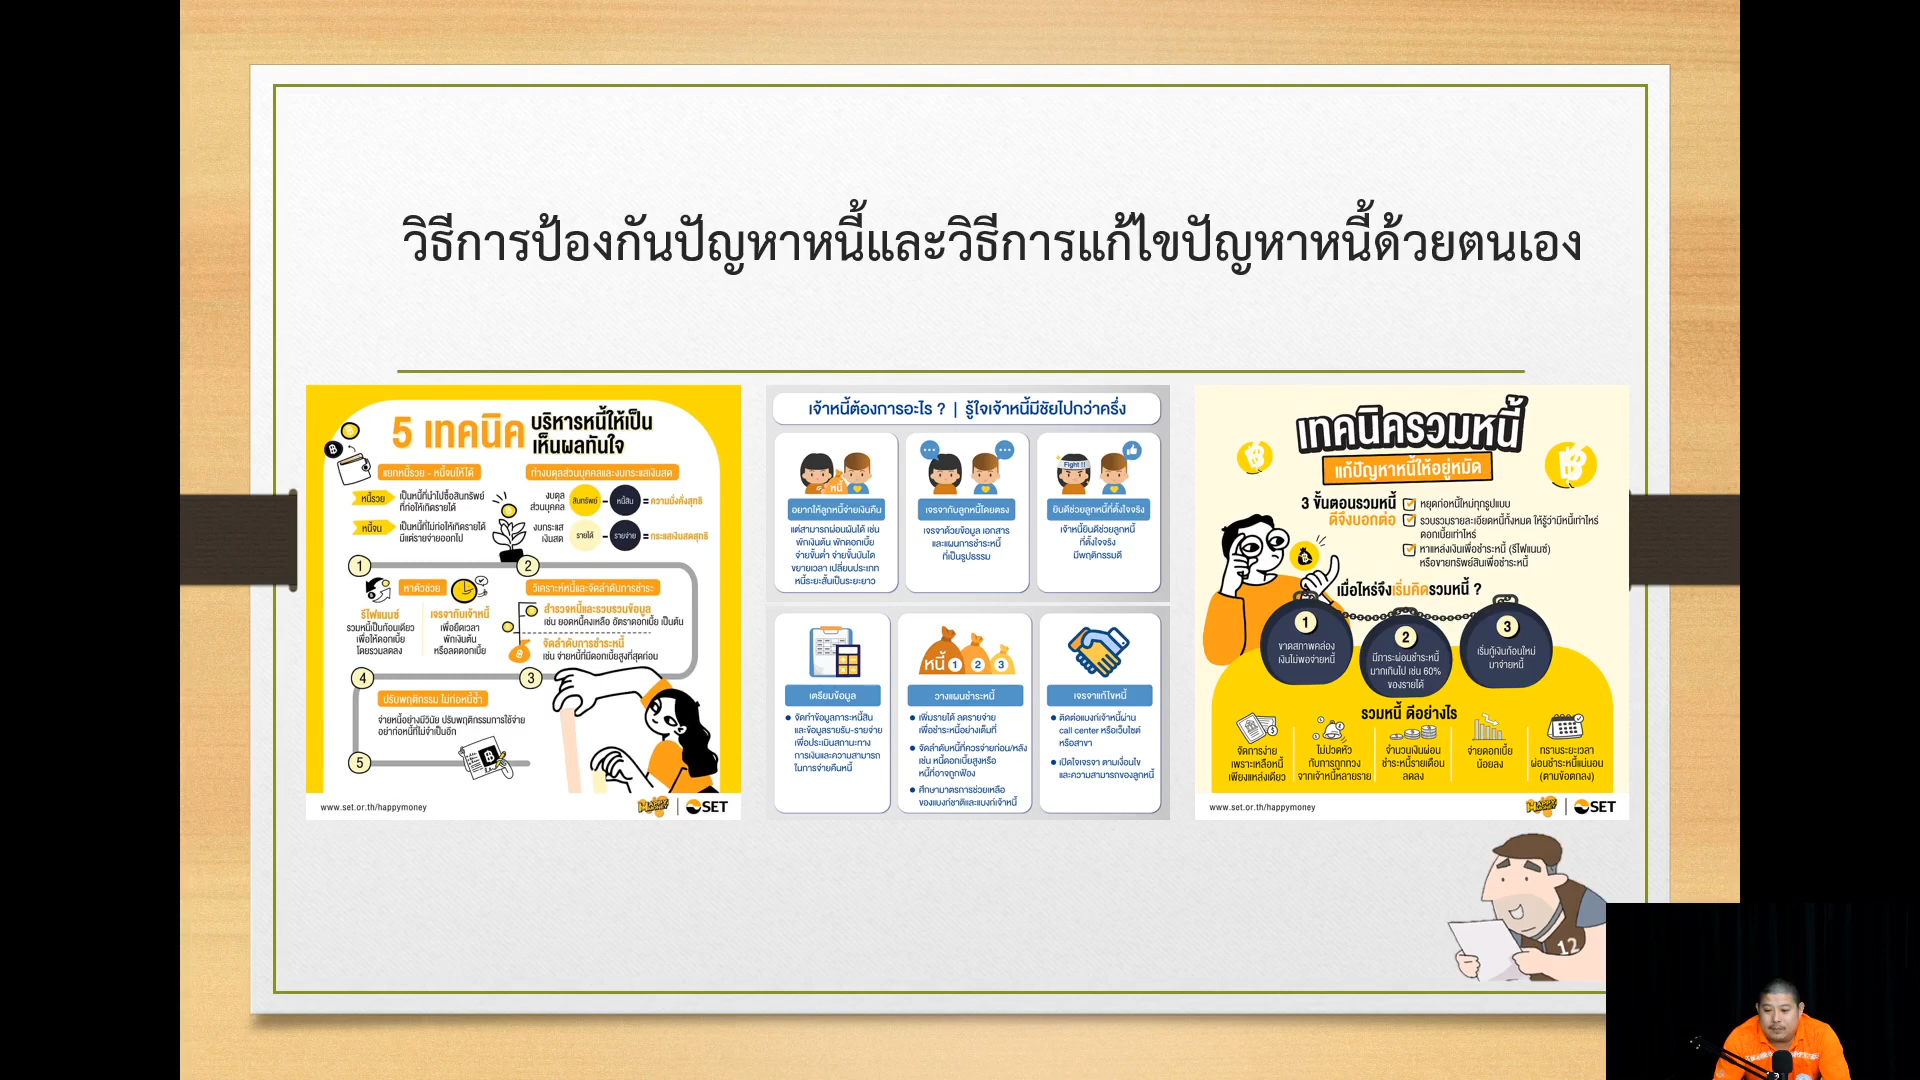 วิธีการป้องกันปัญหาหนี้และวิธีการแก้ไขปัญหาหนี้ด้วยตนเอง
5 เทคนิค บริหารหนี้ให้เป็น
เห็นผลทันใจ
แยกหนี้รวย - หนี้จนให้ได้
หนี้รวย
เป็นหนี้ที่นำไปซื้อสินทรัพย์
ที่ก่อให้เกิดรายได้
หนี้จน
เป็นหนี้ที่ไม่ก่อให้เกิดรายได้
มีแต่รายจ่ายออกไป
ทำงบดุลส่วนบุคคลและงบกระแสเงินสด
งบดุล
ส่วนบุคคล
สินทรัพย์ - หนี้สิน = ความมั่งคั่งสุทธิ
งบกระแส
เงินสด
รายได้ - รายจ่าย = กระแสเงินสดสุทธิ
1
2
หาตัวช่วย
รีไฟแนนซ์
รวมหนี้เป็นก้อนเดียว
เพื่อให้ดอกเบี้ย
โดยรวมลดลง
เจรจากับเจ้าหนี้
เพื่อยืดเวลา
พักเงินต้น
หรือลดดอกเบี้ย
วิเคราะห์หนี้และจัดลำดับการชำระ
สำรวจหนี้และรวบรวมข้อมูล
เช่น ยอดหนี้คงเหลือ อัตราดอกเบี้ย เป็นต้น
จัดลำดับการชำระหนี้
เช่น จ่ายหนี้ที่มีดอกเบี้ยสูงที่สุดก่อน
4
3
ปรับพฤติกรรม ไม่ก่อหนี้ซ้ำ
จ่ายหนี้อย่างมีวินัย ปรับพฤติกรรมการใช้จ่าย
อย่าก่อหนี้ที่ไม่จำเป็นอีก
5
www.set.or.th/happymoney
HAPPY MONEY
SET
เจ้าหนี้ต้องการอะไร ? | รู้ใจเจ้าหนี้มีชัยไปกว่าครึ่ง
หนี้
อยากให้ลูกหนี้จ่ายเงินคืน
แต่สามารถผ่อนผันได้ เช่น
พักเงินต้น พักดอกเบี้ย
จ่ายขั้นต่ำ จ่ายขั้นบันได
ขยายเวลา เปลี่ยนประเภท
หนี้ระยะสั้นเป็นระยะยาว
เจรจากับลูกหนี้โดยตรง
เจรจาด้วยข้อมูล เอกสาร
และแผนการชำระหนี้
ที่เป็นรูปธรรม
Fight !!
ยินดีช่วยลูกหนี้ที่ตั้งใจจริง
เจ้าหนี้ยินดีช่วยลูกหนี้
ที่ตั้งใจจริง
มีพฤติกรรมดี
เตรียมข้อมูล
จัดทำข้อมูลภาระหนี้สิน
และข้อมูลรายรับ-รายจ่าย
เพื่อประเมินสถานะทาง
การเงินและความสามารถ
ในการจ่ายคืนหนี้
หนี้ 1 2 3
วางแผนชำระหนี้
เพิ่มรายได้ ลดรายจ่าย
เพื่อชำระหนี้อย่างเต็มที่
จัดลำดับหนี้ที่ควรจ่ายก่อน/หลัง
เช่น หนี้ดอกเบี้ยสูงหรือ
หนี้ที่อาจถูกฟ้อง
ศึกษามาตรการช่วยเหลือ
ของแบงก์ชาติและแบงก์เจ้าหนี้
เจรจาแก้ไขหนี้
ติดต่อแบงก์เจ้าหนี้ผ่าน
call center หรือเว็บไซต์
หรือสาขา
เปิดใจเจรจา ตามเงื่อนไข
และความสามารถของลูกหนี้
เทคนิครวมหนี้
แก้ปัญหาหนี้ให้อยู่หมัด
3 ขั้นตอนรวมหนี้
ดีจึงบอกต่อ
หยุดก่อหนี้ใหม่ทุกรูปแบบ
รวบรวมรายละเอียดหนี้ทั้งหมด ให้รู้ว่ามีหนี้เท่าไหร่
ดอกเบี้ยเท่าไหร่
หาแหล่งเงินเพื่อชำระหนี้ (รีไฟแนนซ์)
หรือขายทรัพย์สินเพื่อชำระหนี้
เมื่อไหร่จึงเริ่มคิดรวมหนี้ ?
1
ขาดสภาพคล่อง
เงินไม่พอจ่ายหนี้
2
มีภาระผ่อนชำระหนี้
มากเกินไป เช่น 60%
ของรายได้
3
เริ่มกู้เงินก้อนใหม่
มาจ่ายหนี้
รวมหนี้ ดีอย่างไร
จัดการง่าย
เพราะเหลือหนี้
เพียงแหล่งเดียว
ไม่ปวดหัว
กับการถูกทวง
จากเจ้าหนี้หลายราย
จำนวนเงินผ่อน
ชำระหนี้รายเดือน
ลดลง
จ่ายดอกเบี้ย
น้อยลง
ทราบระยะเวลา
ผ่อนชำระหนี้แน่นอน
(ตามข้อตกลง)
www.set.or.th/happymoney
HAPPY MONEY
SET
12